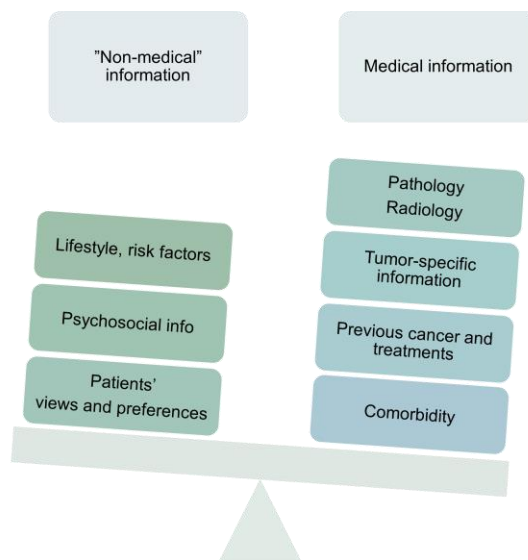 ”Non-medical”
information
Medical information
Lifestyle, risk factors
Psychosocial info
Patients’
views and preferences
Pathology
Radiology
Tumor-specific
information
Previous cancer and
treatments
Comorbidity